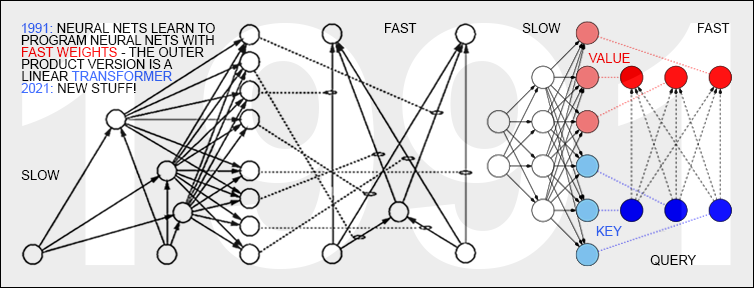 1991: NEURAL NETS LEARN TO
PROGRAM NEURAL NETS WITH
FAST WEIGHTS - THE OUTER
PRODUCT VERSION IS A
LINEAR TRANSFORMER
2021: NEW STUFF!
SLOW
FAST
SLOW
FAST
VALUE
KEY
QUERY
1991